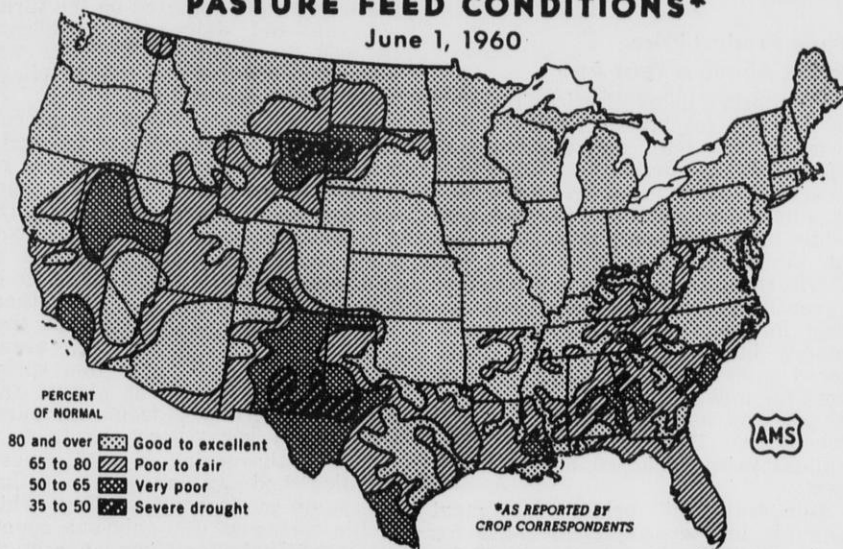 PASTURE FEED CONDITIONS*
June 1, 1960
PERCENT
OF NORMAL
80 and over Good to excellent
65 to 80 Poor to fair
50 to 65 Very poor
35 to 50 Severe drought
AMS
*AS REPORTED BY
CROP CORRESPONDENTS